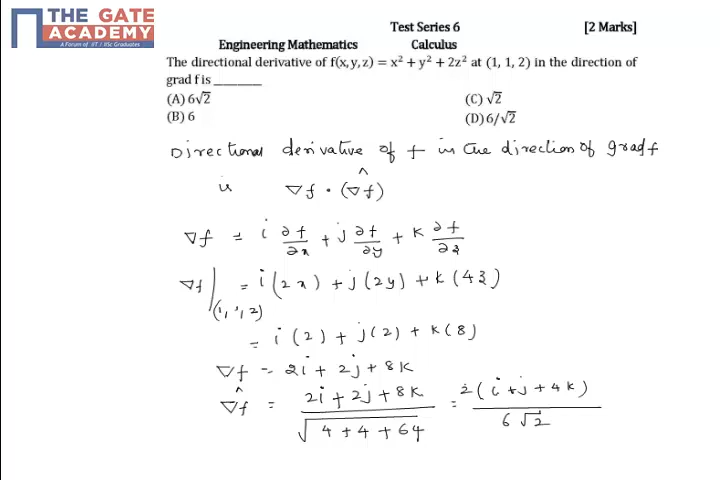 THE GATE
ACADEMY
A Forum of IIT / IISc Graduates
Test Series 6 [2 Marks]
Engineering Mathematics Calculus
The directional derivative of f(x, y, z) = x² + y² + 2z² at (1, 1, 2) in the direction of
grad f is ________
(A) 6√2 (C) √2
(B) 6 (D) 6/√2
Directional derivative of f in the direction of grad f
is ∇f · (∇̂f)
∇f = i ∂f/∂x + j ∂f/∂y + k ∂f/∂z
∇f|(1,1,2) = i(2x) + j(2y) + k(4z)
= i(2) + j(2) + k(8)
∇f = 2i + 2j + 8k
∇̂f = (2i + 2j + 8k)/√(4 + 4 + 64) = 2(i + j + 4k)/(6√2)